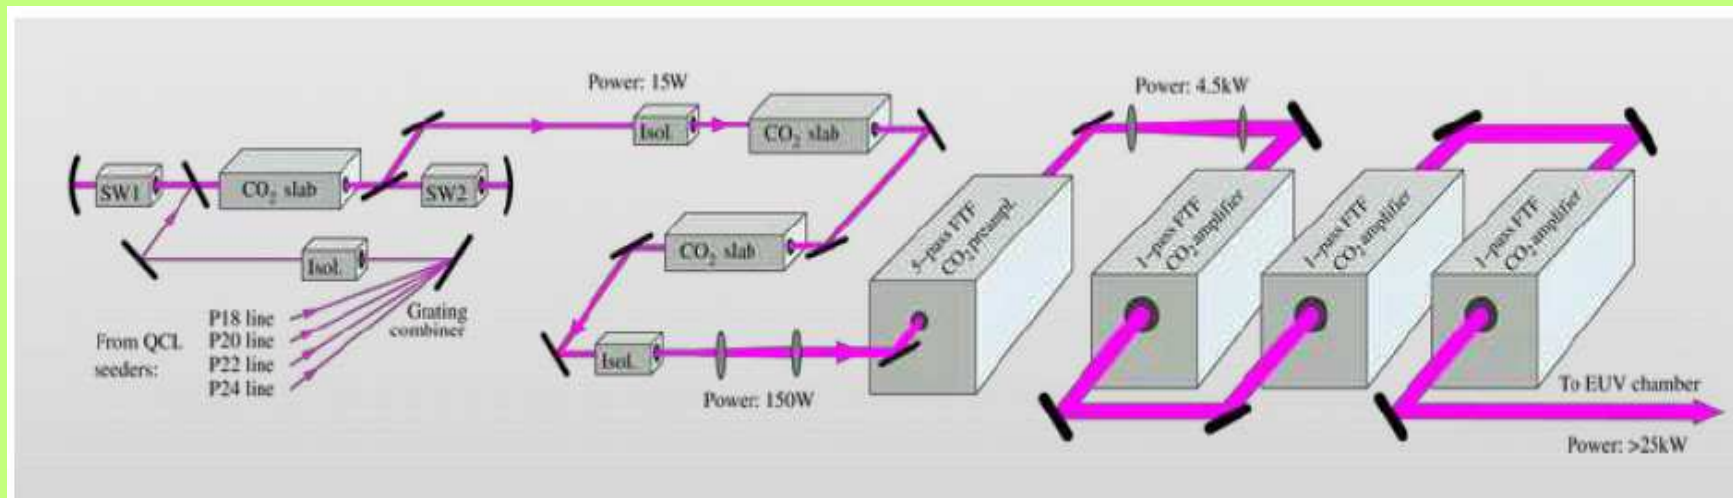 Power: 15W
Isol.
CO₂ slab
Power: 4.5kW
SW1
CO₂ slab
SW2
CO₂ slab
Isol.
From QCL
seeders:
P18 line
P20 line
P22 line
P24 line
Grating
combiner
Isol.
Power: 150W
5-pass FTF
CO₂ preampl.
1-pass FTF
CO₂ amplifier
1-pass FTF
CO₂ amplifier
1-pass FTF
CO₂ amplifier
To EUV chamber
Power: >25kW